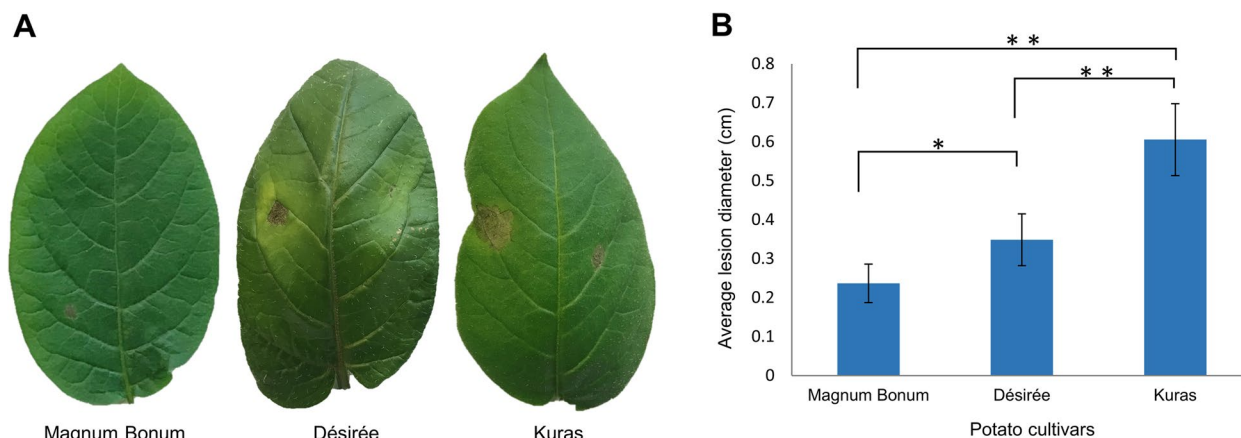 A
Magnum Bonum
Désirée
Kuras
B
Average lesion diameter (cm)
0.8
0.7
0.6
0.5
0.4
0.3
0.2
0.1
0
**
**
*
Magnum Bonum
Désirée
Kuras
Potato cultivars